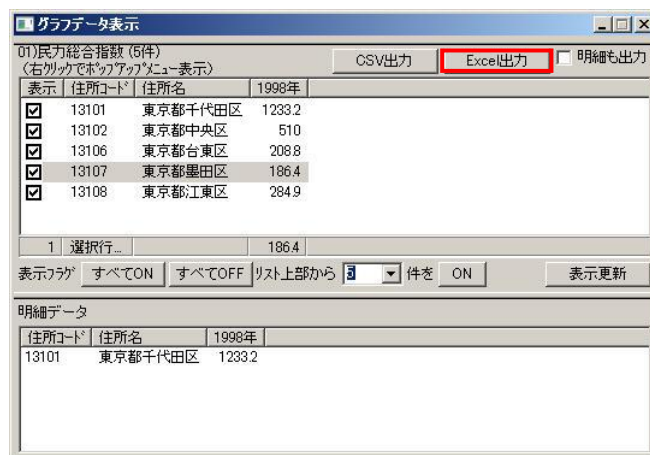 グラフデータ表示
01)民力総合指数 (5件)
(右クリックでポップアップメニュー表示)
CSV出力 Excel出力 明細も出力
表示 住所コード 住所名 1998年
13101 東京都千代田区 1233.2
13102 東京都中央区 510
13106 東京都台東区 208.8
13107 東京都墨田区 186.4
13108 東京都江東区 284.9
1 選択行... 186.4
表示フラグ すべてON すべてOFF リスト上部から 5 件を ON 表示更新
明細データ
住所コード 住所名 1998年
13101 東京都千代田区 1233.2